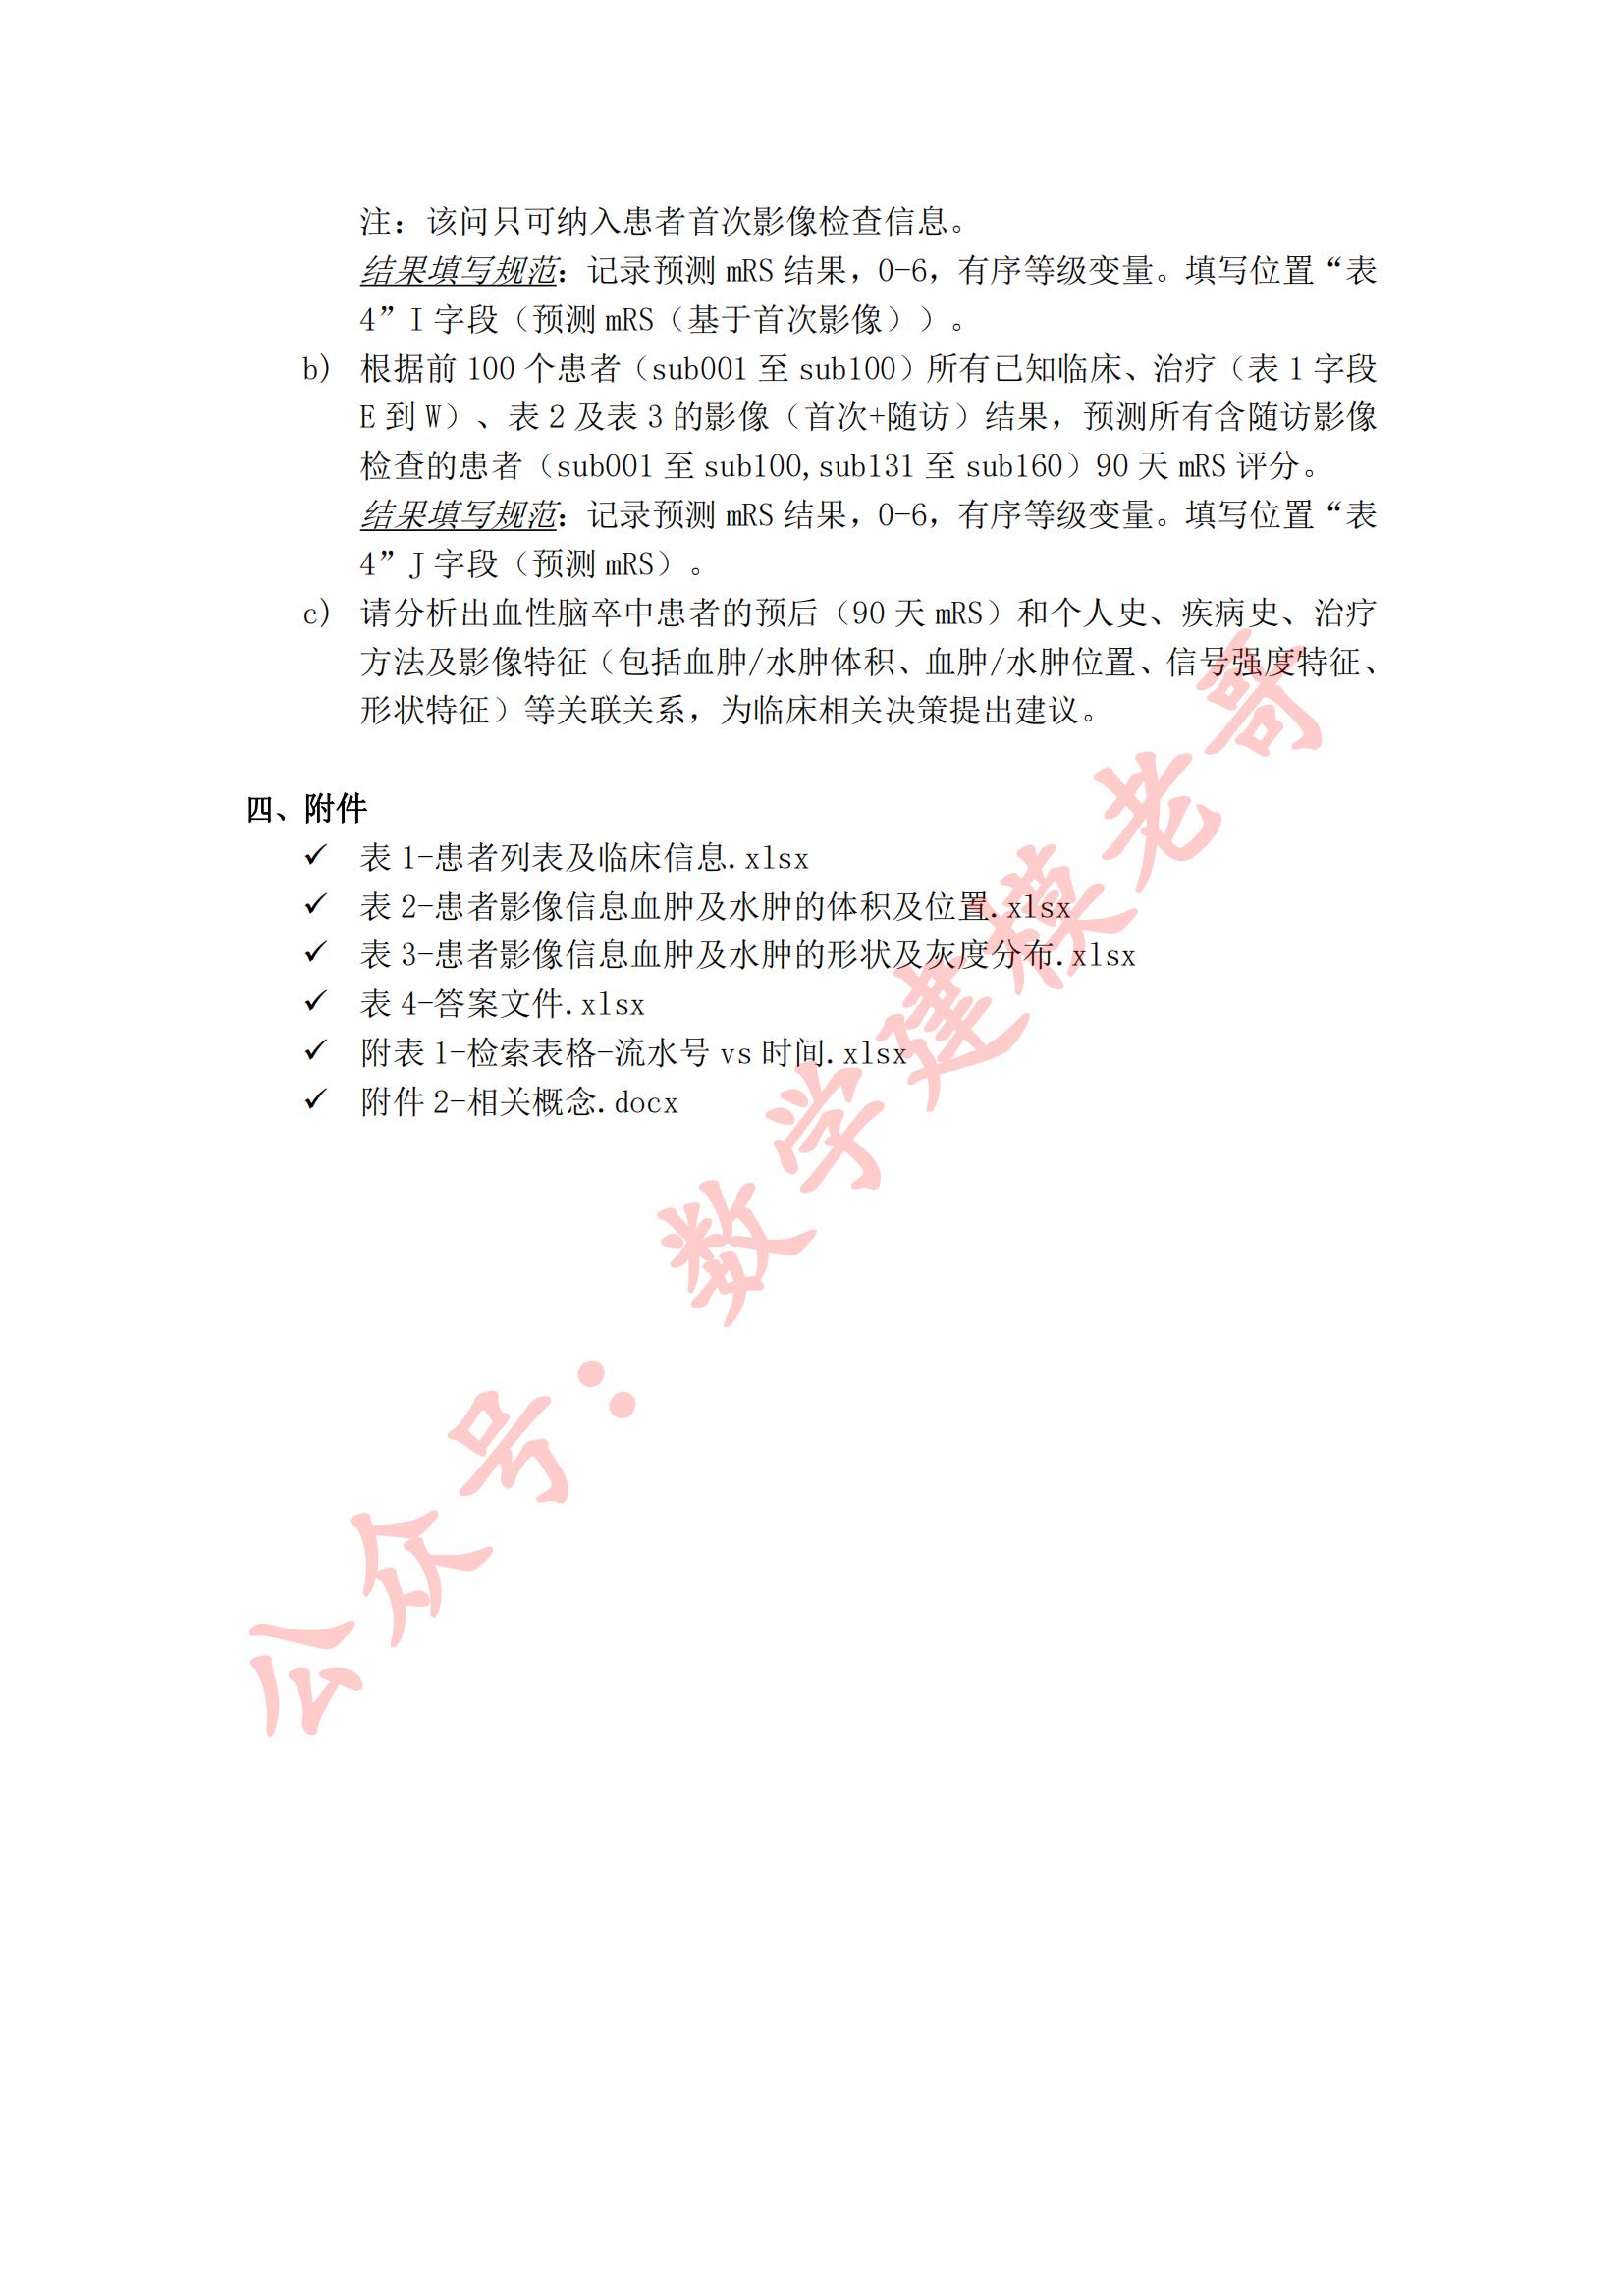 注：该问只可纳入患者首次影像检查信息。
结果填写规范：记录预测 mRS 结果，0-6，有序等级变量。填写位置“表
4”I 字段（预测 mRS（基于首次影像））。
b) 根据前 100 个患者（sub001 至 sub100）所有已知临床、治疗（表 1 字段
E 到 W）、表 2 及表 3 的影像（首次+随访）结果，预测所有含随访影像
检查的患者（sub001 至 sub100,sub131 至 sub160）90 天 mRS 评分。
结果填写规范：记录预测 mRS 结果，0-6，有序等级变量。填写位置“表
4”J 字段（预测 mRS）。
c) 请分析出血性脑卒中患者的预后（90 天 mRS）和个人史、疾病史、治疗
方法及影像特征（包括血肿/水肿体积、血肿/水肿位置、信号强度特征、
形状特征）等关联关系，为临床相关决策提出建议。
四、附件
✓ 表 1-患者列表及临床信息.xlsx
✓ 表 2-患者影像信息血肿及水肿的体积及位置.xlsx
✓ 表 3-患者影像信息血肿及水肿的形状及灰度分布.xlsx
✓ 表 4-答案文件.xlsx
✓ 附表 1-检索表格-流水号 vs 时间.xlsx
✓ 附件 2-相关概念.docx
公众号：数学建模老哥